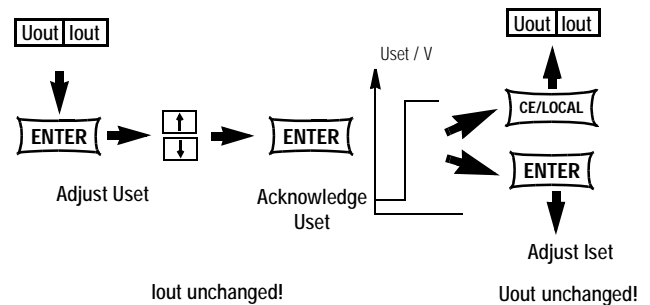 Uout Iout
Uout Iout
Uset / V
CE/LOCAL
ENTER
ENTER
ENTER
Adjust Uset
Acknowledge
Uset
Adjust Iset
Iout unchanged!
Uout unchanged!